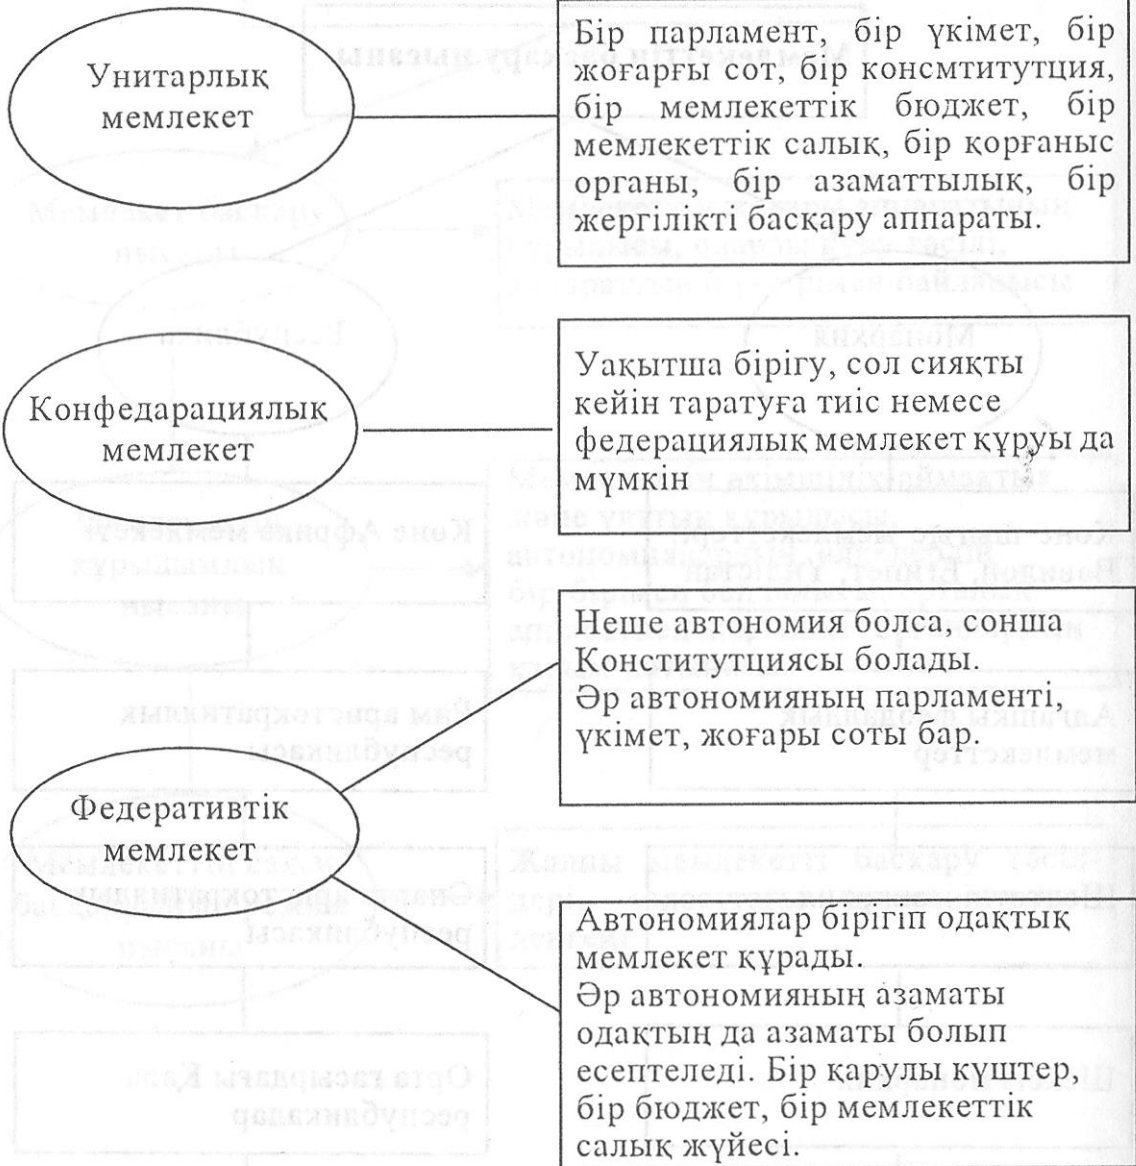 Унитарлық
мемлекет
Бір парламент, бір үкімет, бір
жоғарғы сот, бір консмтитутция,
бір мемлекеттік бюджет, бір
мемлекеттік салық, бір қорғаныс
органы, бір азаматтылық, бір
жергілікті басқару аппараты.
Конфедарациялық
мемлекет
Уақытша бірігу, сол сияқты
кейін таратуға тиіс немесе
федерациялық мемлекет құруы да
мүмкін
Федеративтік
мемлекет
Неше автономия болса, сонша
Конститутциясы болады.
Әр автономияның парламенті,
үкімет, жоғары соты бар.
Автономиялар бірігіп одақтық
мемлекет құрады.
Әр автономияның азаматы
одақтың да азаматы болып
есептеледі. Бір қарулы күштер,
бір бюджет, бір мемлекеттік
салық жүйесі.